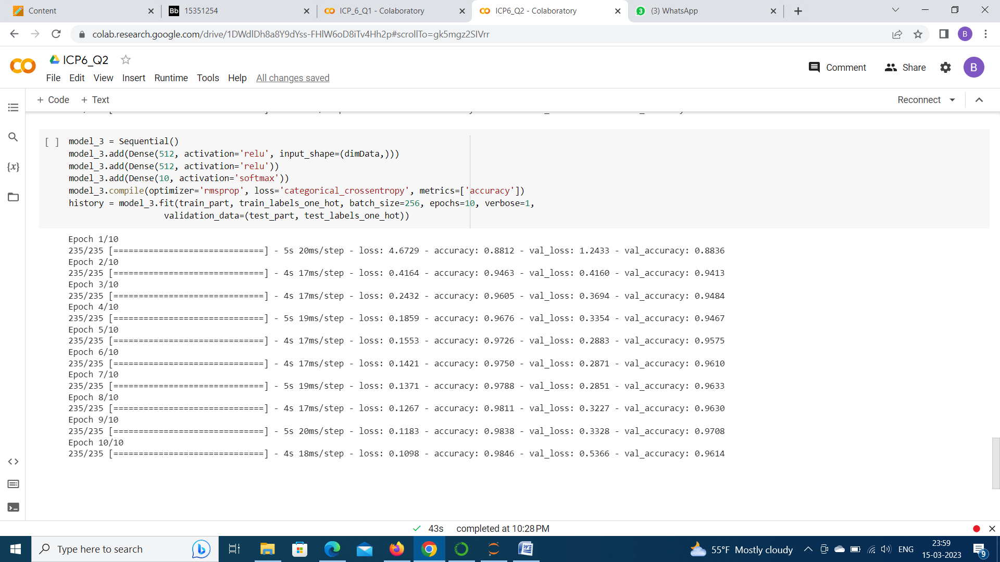 Content
15351254
ICP_6_Q1 - Colaboratory
ICP6_Q2 - Colaboratory
(3) WhatsApp
colab.research.google.com/drive/1DWdlDh8a8Y9dYss-FHlW6oD8iTv4Hh2p#scrollTo=gk5mgz2SIVrr
B
ICP6_Q2
File Edit View Insert Runtime Tools Help All changes saved
Comment Share B
+ Code + Text
Reconnect
[ ]
model_3 = Sequential()
model_3.add(Dense(512, activation='relu', input_shape=(dimData,)))
model_3.add(Dense(512, activation='relu'))
model_3.add(Dense(10, activation='softmax'))
model_3.compile(optimizer='rmsprop', loss='categorical_crossentropy', metrics=['accuracy'])
history = model_3.fit(train_part, train_labels_one_hot, batch_size=256, epochs=10, verbose=1,
validation_data=(test_part, test_labels_one_hot))
Epoch 1/10
235/235 [==============================] - 5s 20ms/step - loss: 4.6729 - accuracy: 0.8812 - val_loss: 1.2433 - val_accuracy: 0.8836
Epoch 2/10
235/235 [==============================] - 4s 17ms/step - loss: 0.4164 - accuracy: 0.9463 - val_loss: 0.4160 - val_accuracy: 0.9413
Epoch 3/10
235/235 [==============================] - 4s 17ms/step - loss: 0.2432 - accuracy: 0.9605 - val_loss: 0.3694 - val_accuracy: 0.9484
Epoch 4/10
235/235 [==============================] - 5s 19ms/step - loss: 0.1859 - accuracy: 0.9676 - val_loss: 0.3354 - val_accuracy: 0.9467
Epoch 5/10
235/235 [==============================] - 4s 17ms/step - loss: 0.1553 - accuracy: 0.9726 - val_loss: 0.2883 - val_accuracy: 0.9575
Epoch 6/10
235/235 [==============================] - 4s 17ms/step - loss: 0.1421 - accuracy: 0.9750 - val_loss: 0.2871 - val_accuracy: 0.9610
Epoch 7/10
235/235 [==============================] - 5s 19ms/step - loss: 0.1371 - accuracy: 0.9788 - val_loss: 0.2851 - val_accuracy: 0.9633
Epoch 8/10
235/235 [==============================] - 4s 17ms/step - loss: 0.1267 - accuracy: 0.9811 - val_loss: 0.3227 - val_accuracy: 0.9630
Epoch 9/10
235/235 [==============================] - 5s 20ms/step - loss: 0.1183 - accuracy: 0.9838 - val_loss: 0.3328 - val_accuracy: 0.9708
Epoch 10/10
235/235 [==============================] - 4s 18ms/step - loss: 0.1098 - accuracy: 0.9846 - val_loss: 0.5366 - val_accuracy: 0.9614
43s completed at 10:28 PM
Type here to search
55°F Mostly cloudy
ENG
23:59
15-03-2023
9